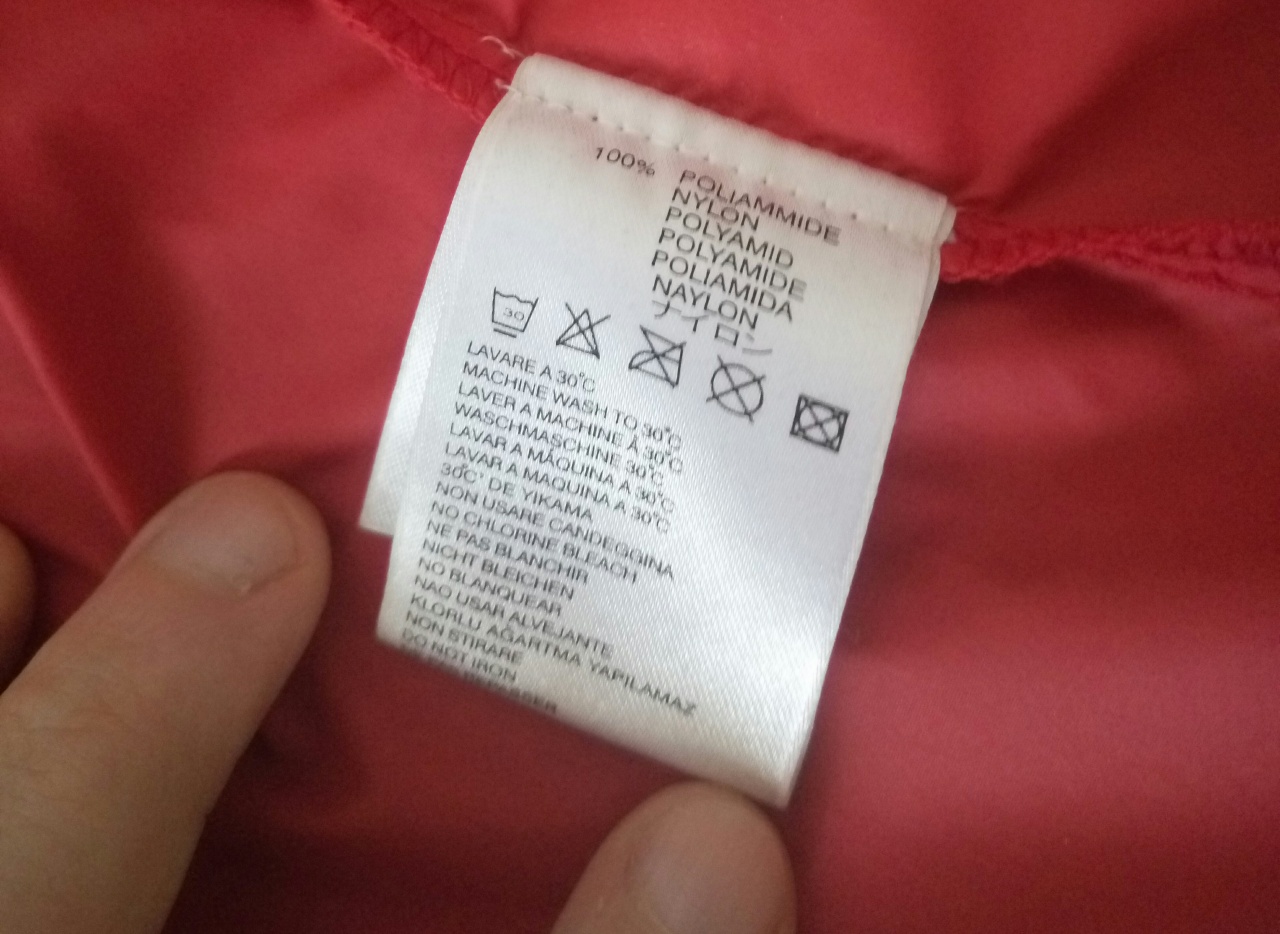 100% POLIAMMIDE
NYLON
POLYAMID
POLYAMIDE
POLIAMIDA
NAYLON
ナイロン
30
LAVARE A 30°C
MACHINE WASH TO 30°C
LAVER A MACHINE À 30°C
WASCHMASCHINE 30°C
LAVAR A MÁQUINA A 30°C
LAVAR A MAQUINA A 30°C
30°C' DE YIKAMA
NON USARE CANDEGGINA
NO CHLORINE BLEACH
NE PAS BLANCHIR
NICHT BLEICHEN
NO BLANQUEAR
NAO USAR ALVEJANTE
KLORLU AĞARTMA YAPILAMAZ
NON STIRARE
DO NOT IRON